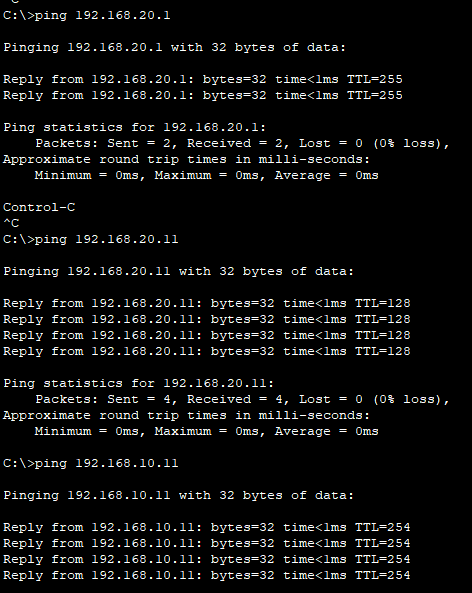 ^C
C:\>ping 192.168.20.1
Pinging 192.168.20.1 with 32 bytes of data:
Reply from 192.168.20.1: bytes=32 time<1ms TTL=255
Reply from 192.168.20.1: bytes=32 time<1ms TTL=255
Ping statistics for 192.168.20.1:
    Packets: Sent = 2, Received = 2, Lost = 0 (0% loss),
Approximate round trip times in milli-seconds:
    Minimum = 0ms, Maximum = 0ms, Average = 0ms
Control-C
^C
C:\>ping 192.168.20.11
Pinging 192.168.20.11 with 32 bytes of data:
Reply from 192.168.20.11: bytes=32 time<1ms TTL=128
Reply from 192.168.20.11: bytes=32 time<1ms TTL=128
Reply from 192.168.20.11: bytes=32 time<1ms TTL=128
Reply from 192.168.20.11: bytes=32 time<1ms TTL=128
Ping statistics for 192.168.20.11:
    Packets: Sent = 4, Received = 4, Lost = 0 (0% loss),
Approximate round trip times in milli-seconds:
    Minimum = 0ms, Maximum = 0ms, Average = 0ms
C:\>ping 192.168.10.11
Pinging 192.168.10.11 with 32 bytes of data:
Reply from 192.168.10.11: bytes=32 time<1ms TTL=254
Reply from 192.168.10.11: bytes=32 time<1ms TTL=254
Reply from 192.168.10.11: bytes=32 time<1ms TTL=254
Reply from 192.168.10.11: bytes=32 time<1ms TTL=254